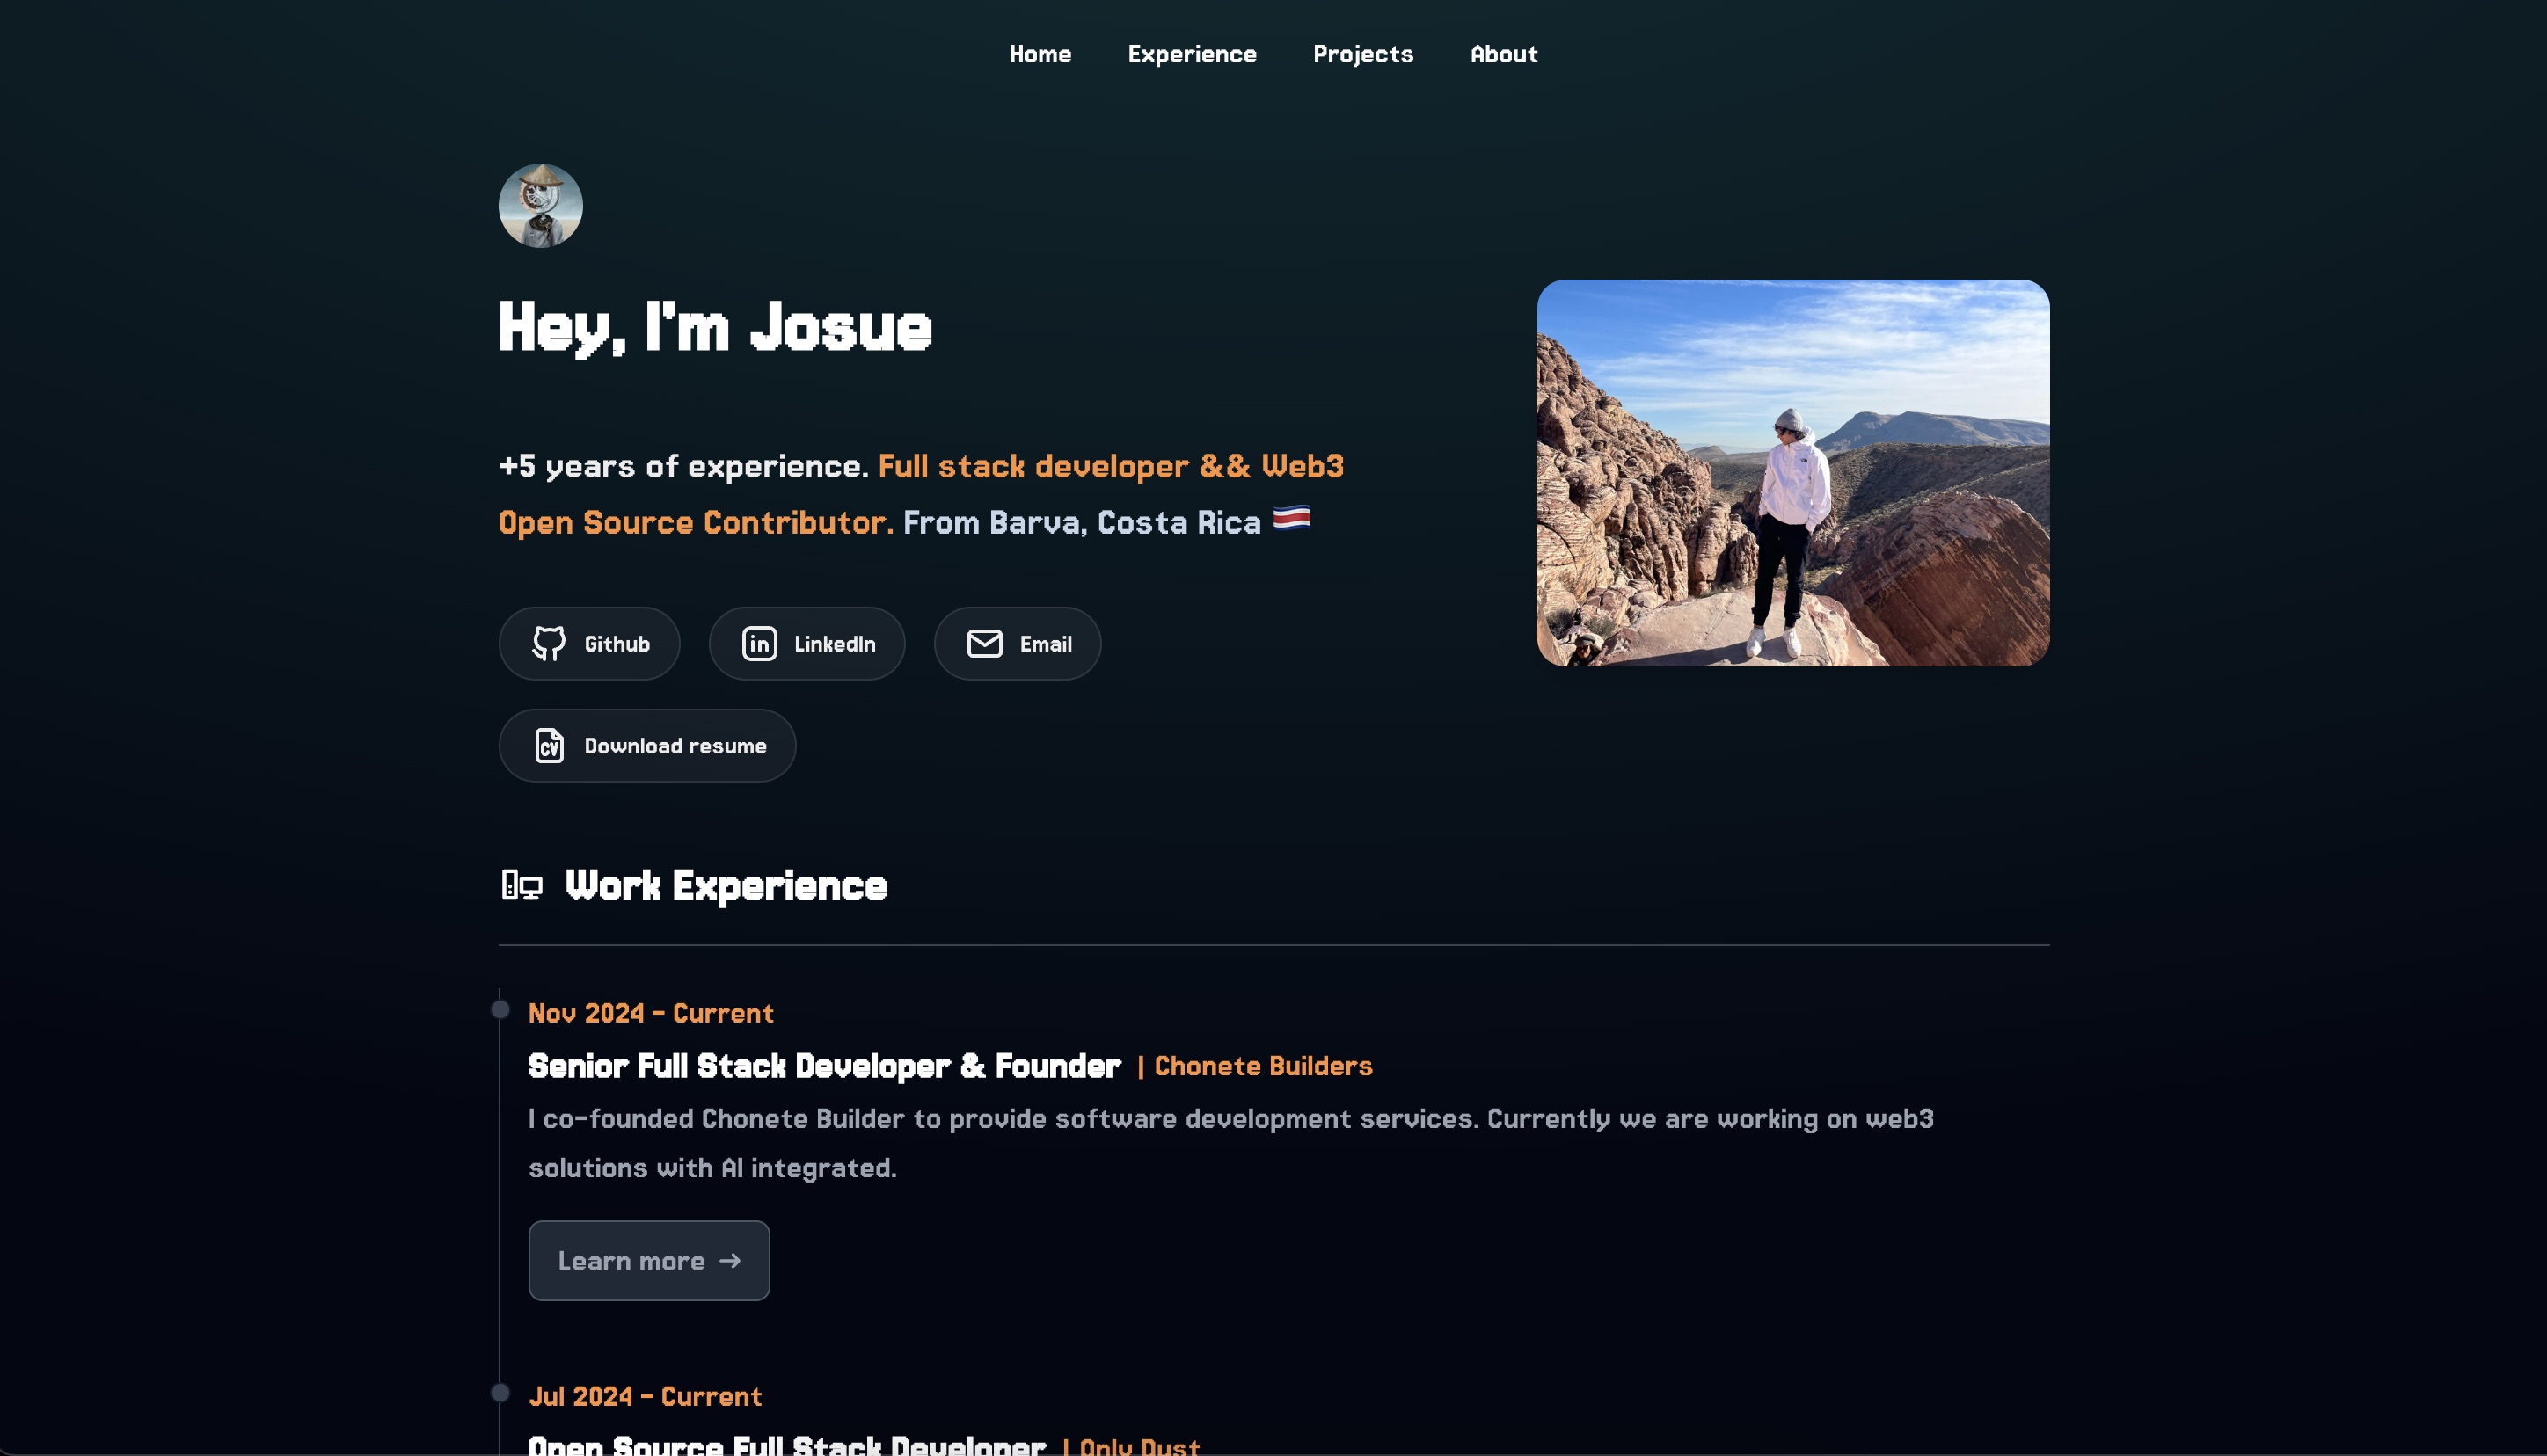 Home Experience Projects About
Hey, I'm Josue
+5 years of experience. Full stack developer && Web3
Open Source Contributor. From Barva, Costa Rica 🇨🇷
Github LinkedIn Email
CV Download resume
Work Experience
Nov 2024 - Current
Senior Full Stack Developer & Founder | Chonete Builders
I co-founded Chonete Builder to provide software development services. Currently we are working on web3
solutions with AI integrated.
Learn more →
Jul 2024 - Current
Open Source Full Stack Developer | Only Dust